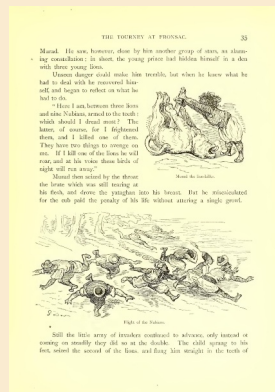 THE TOURNEY AT FRONSAC. 35
Murad. He saw, however, close by him another group of stars, an alarm-
ing constellation: in short, the young prince had hidden himself in a den
with three young lions.
Unseen danger could make him tremble, but when he knew what he
had to deal with he recovered him-
self, and began to reflect on what he
had to do.
"Here I am, between three lions
and nine Nubians, armed to the teeth:
which should I dread most? The
latter, of course, for I frightened
them, and I killed one of them.
They have two things to avenge on
me. If I kill one of the lions he will
roar, and at his voice these birds of
night will run away."
Murad the Invincible.
Murad then seized by the throat
the brute which was still tearing at
his flesh, and drove the yataghan into his breast. But he miscalculated
for the cub paid the penalty of his life without uttering a single growl.
Flight of the Nubians.
Still the little army of invaders continued to advance, only instead of
coming on steadily they did so at the double. The child sprang to his
feet, seized the second of the lions, and flung him straight in the teeth of